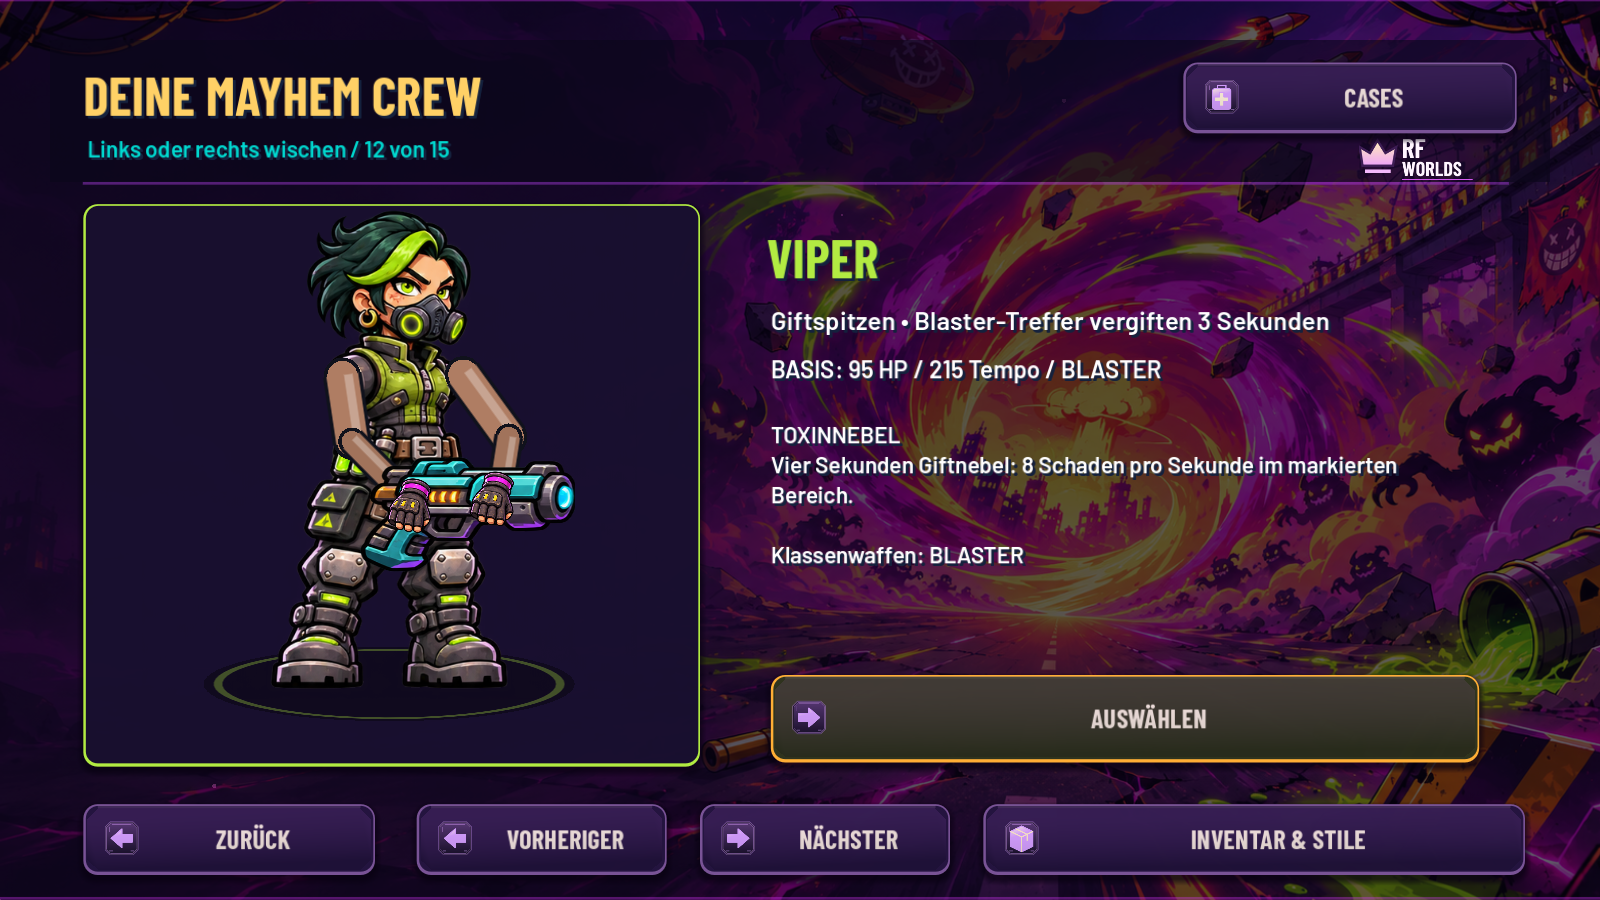 DEINE MAYHEM CREW
CASES
Links oder rechts wischen / 12 von 15
RF
WORLDS
VIPER
Giftspitzen • Blaster-Treffer vergiften 3 Sekunden
BASIS: 95 HP / 215 Tempo / BLASTER
TOXINNEBEL
Vier Sekunden Giftnebel: 8 Schaden pro Sekunde im markierten
Bereich.
Klassenwaffen: BLASTER
AUSWÄHLEN
ZURÜCK
VORHERIGER
NÄCHSTER
INVENTAR & STILE